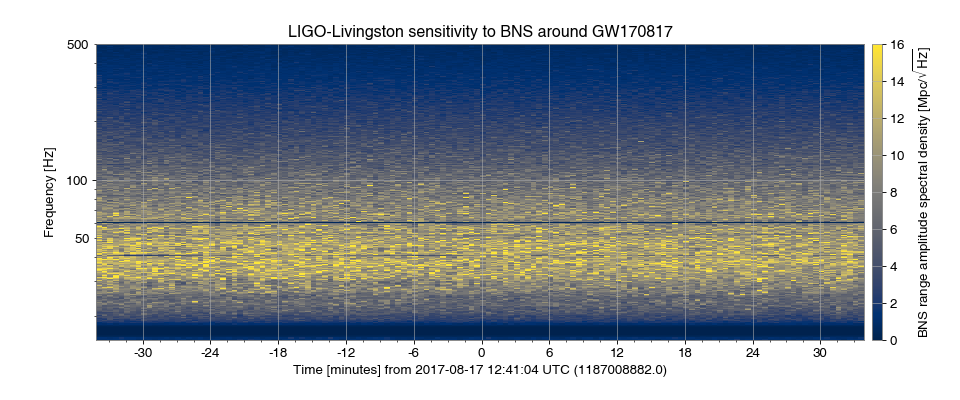 LIGO-Livingston sensitivity to BNS around GW170817
500
100
50
Frequency [Hz]
-30 -24 -18 -12 -6 0 6 12 18 24 30
Time [minutes] from 2017-08-17 12:41:04 UTC (1187008882.0)
16
14
12
10
8
6
4
2
0
BNS range amplitude spectral density [Mpc/√Hz]